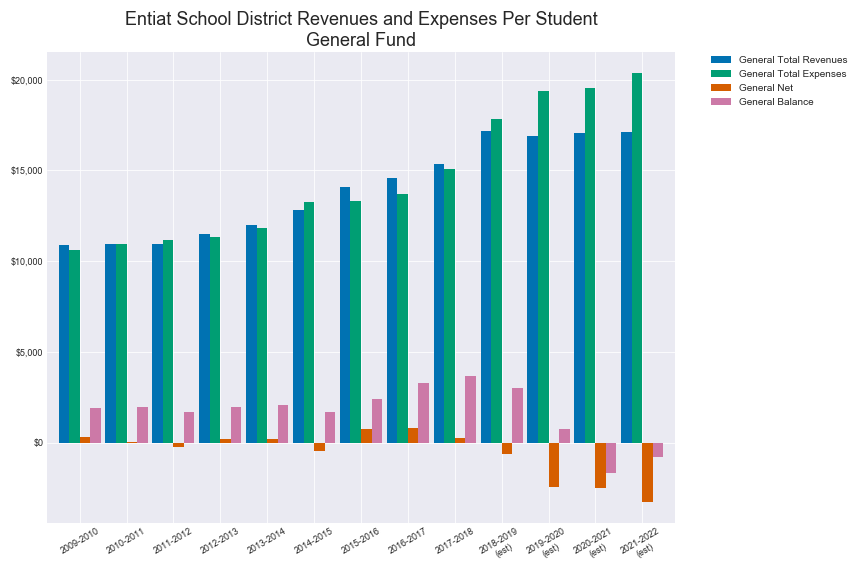 Entiat School District Revenues and Expenses Per Student
General Fund
General Total Revenues
General Total Expenses
General Net
General Balance
$20,000
$15,000
$10,000
$5,000
$0
2009-2010
2010-2011
2011-2012
2012-2013
2013-2014
2014-2015
2015-2016
2016-2017
2017-2018
2018-2019
(est)
2019-2020
(est)
2020-2021
(est)
2021-2022
(est)